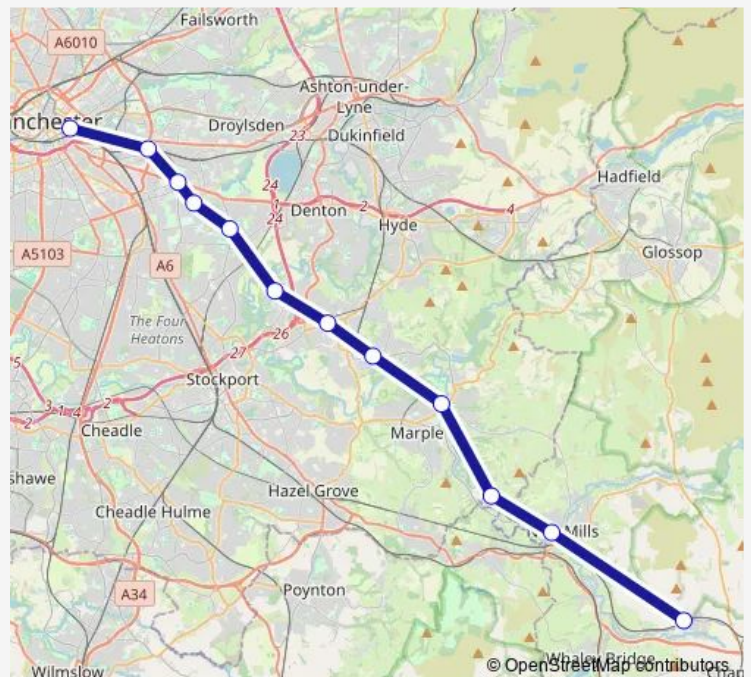 Failsworth
A6010
Ashton-under-
Lyne
nchester
Droylsden
23
Dukinfield
24
Hadfield
1
Denton
2
4
24
Hyde
A5103
A6
Glossop
The Four
Heatons
26
27
5
Stockport
3
1
4
2
2
Cheadle
Marple
shawe
Hazel Grove
Cheadle Hulme
Mills
A34
Poynton
Whaley Bridge
Wilmslow
© OpenStreetMap contributors
Chap